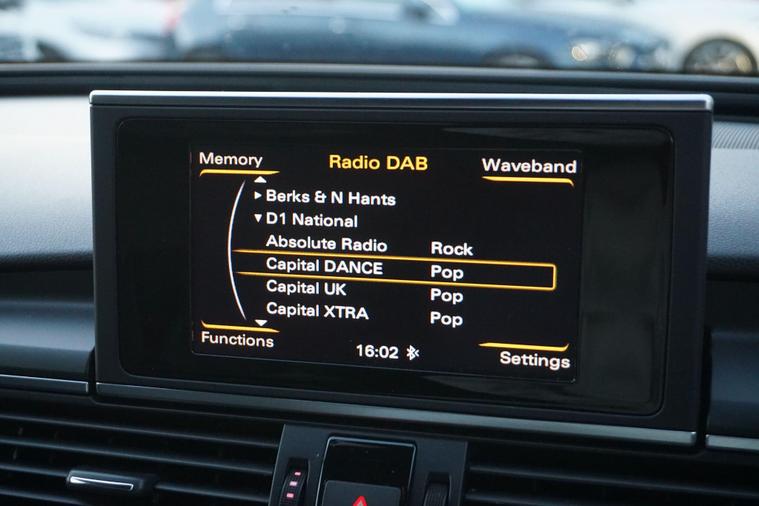 Memory Radio DAB Waveband
Berks & N Hants
D1 National
Absolute Radio Rock
Capital DANCE Pop
Capital UK Pop
Capital XTRA Pop
Functions 16:02 Settings